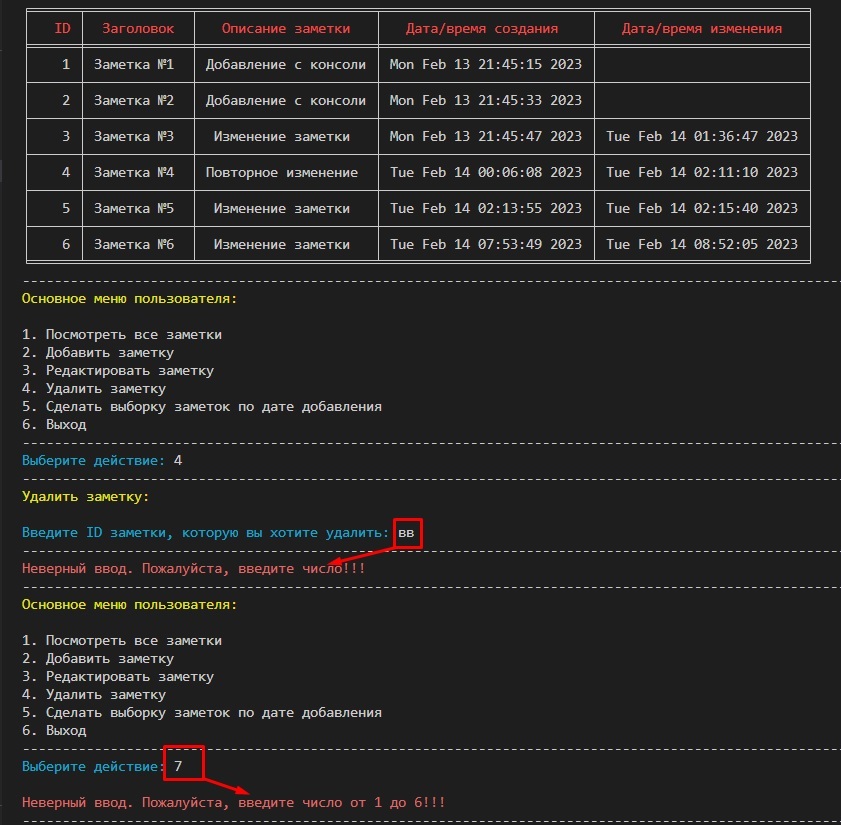 ID Заголовок Описание заметки Дата/время создания Дата/время изменения
1 Заметка №1 Добавление с консоли Mon Feb 13 21:45:15 2023
2 Заметка №2 Добавление с консоли Mon Feb 13 21:45:33 2023
3 Заметка №3 Изменение заметки Mon Feb 13 21:45:47 2023 Tue Feb 14 01:36:47 2023
4 Заметка №4 Повторное изменение Tue Feb 14 00:06:08 2023 Tue Feb 14 02:11:10 2023
5 Заметка №5 Изменение заметки Tue Feb 14 02:13:55 2023 Tue Feb 14 02:15:40 2023
6 Заметка №6 Изменение заметки Tue Feb 14 07:53:49 2023 Tue Feb 14 08:52:05 2023
Основное меню пользователя:
1. Посмотреть все заметки
2. Добавить заметку
3. Редактировать заметку
4. Удалить заметку
5. Сделать выборку заметок по дате добавления
6. Выход
Выберите действие: 4
Удалить заметку:
Введите ID заметки, которую вы хотите удалить: вв
Неверный ввод. Пожалуйста, введите число!!!
Основное меню пользователя:
1. Посмотреть все заметки
2. Добавить заметку
3. Редактировать заметку
4. Удалить заметку
5. Сделать выборку заметок по дате добавления
6. Выход
Выберите действие: 7
Неверный ввод. Пожалуйста, введите число от 1 до 6!!!